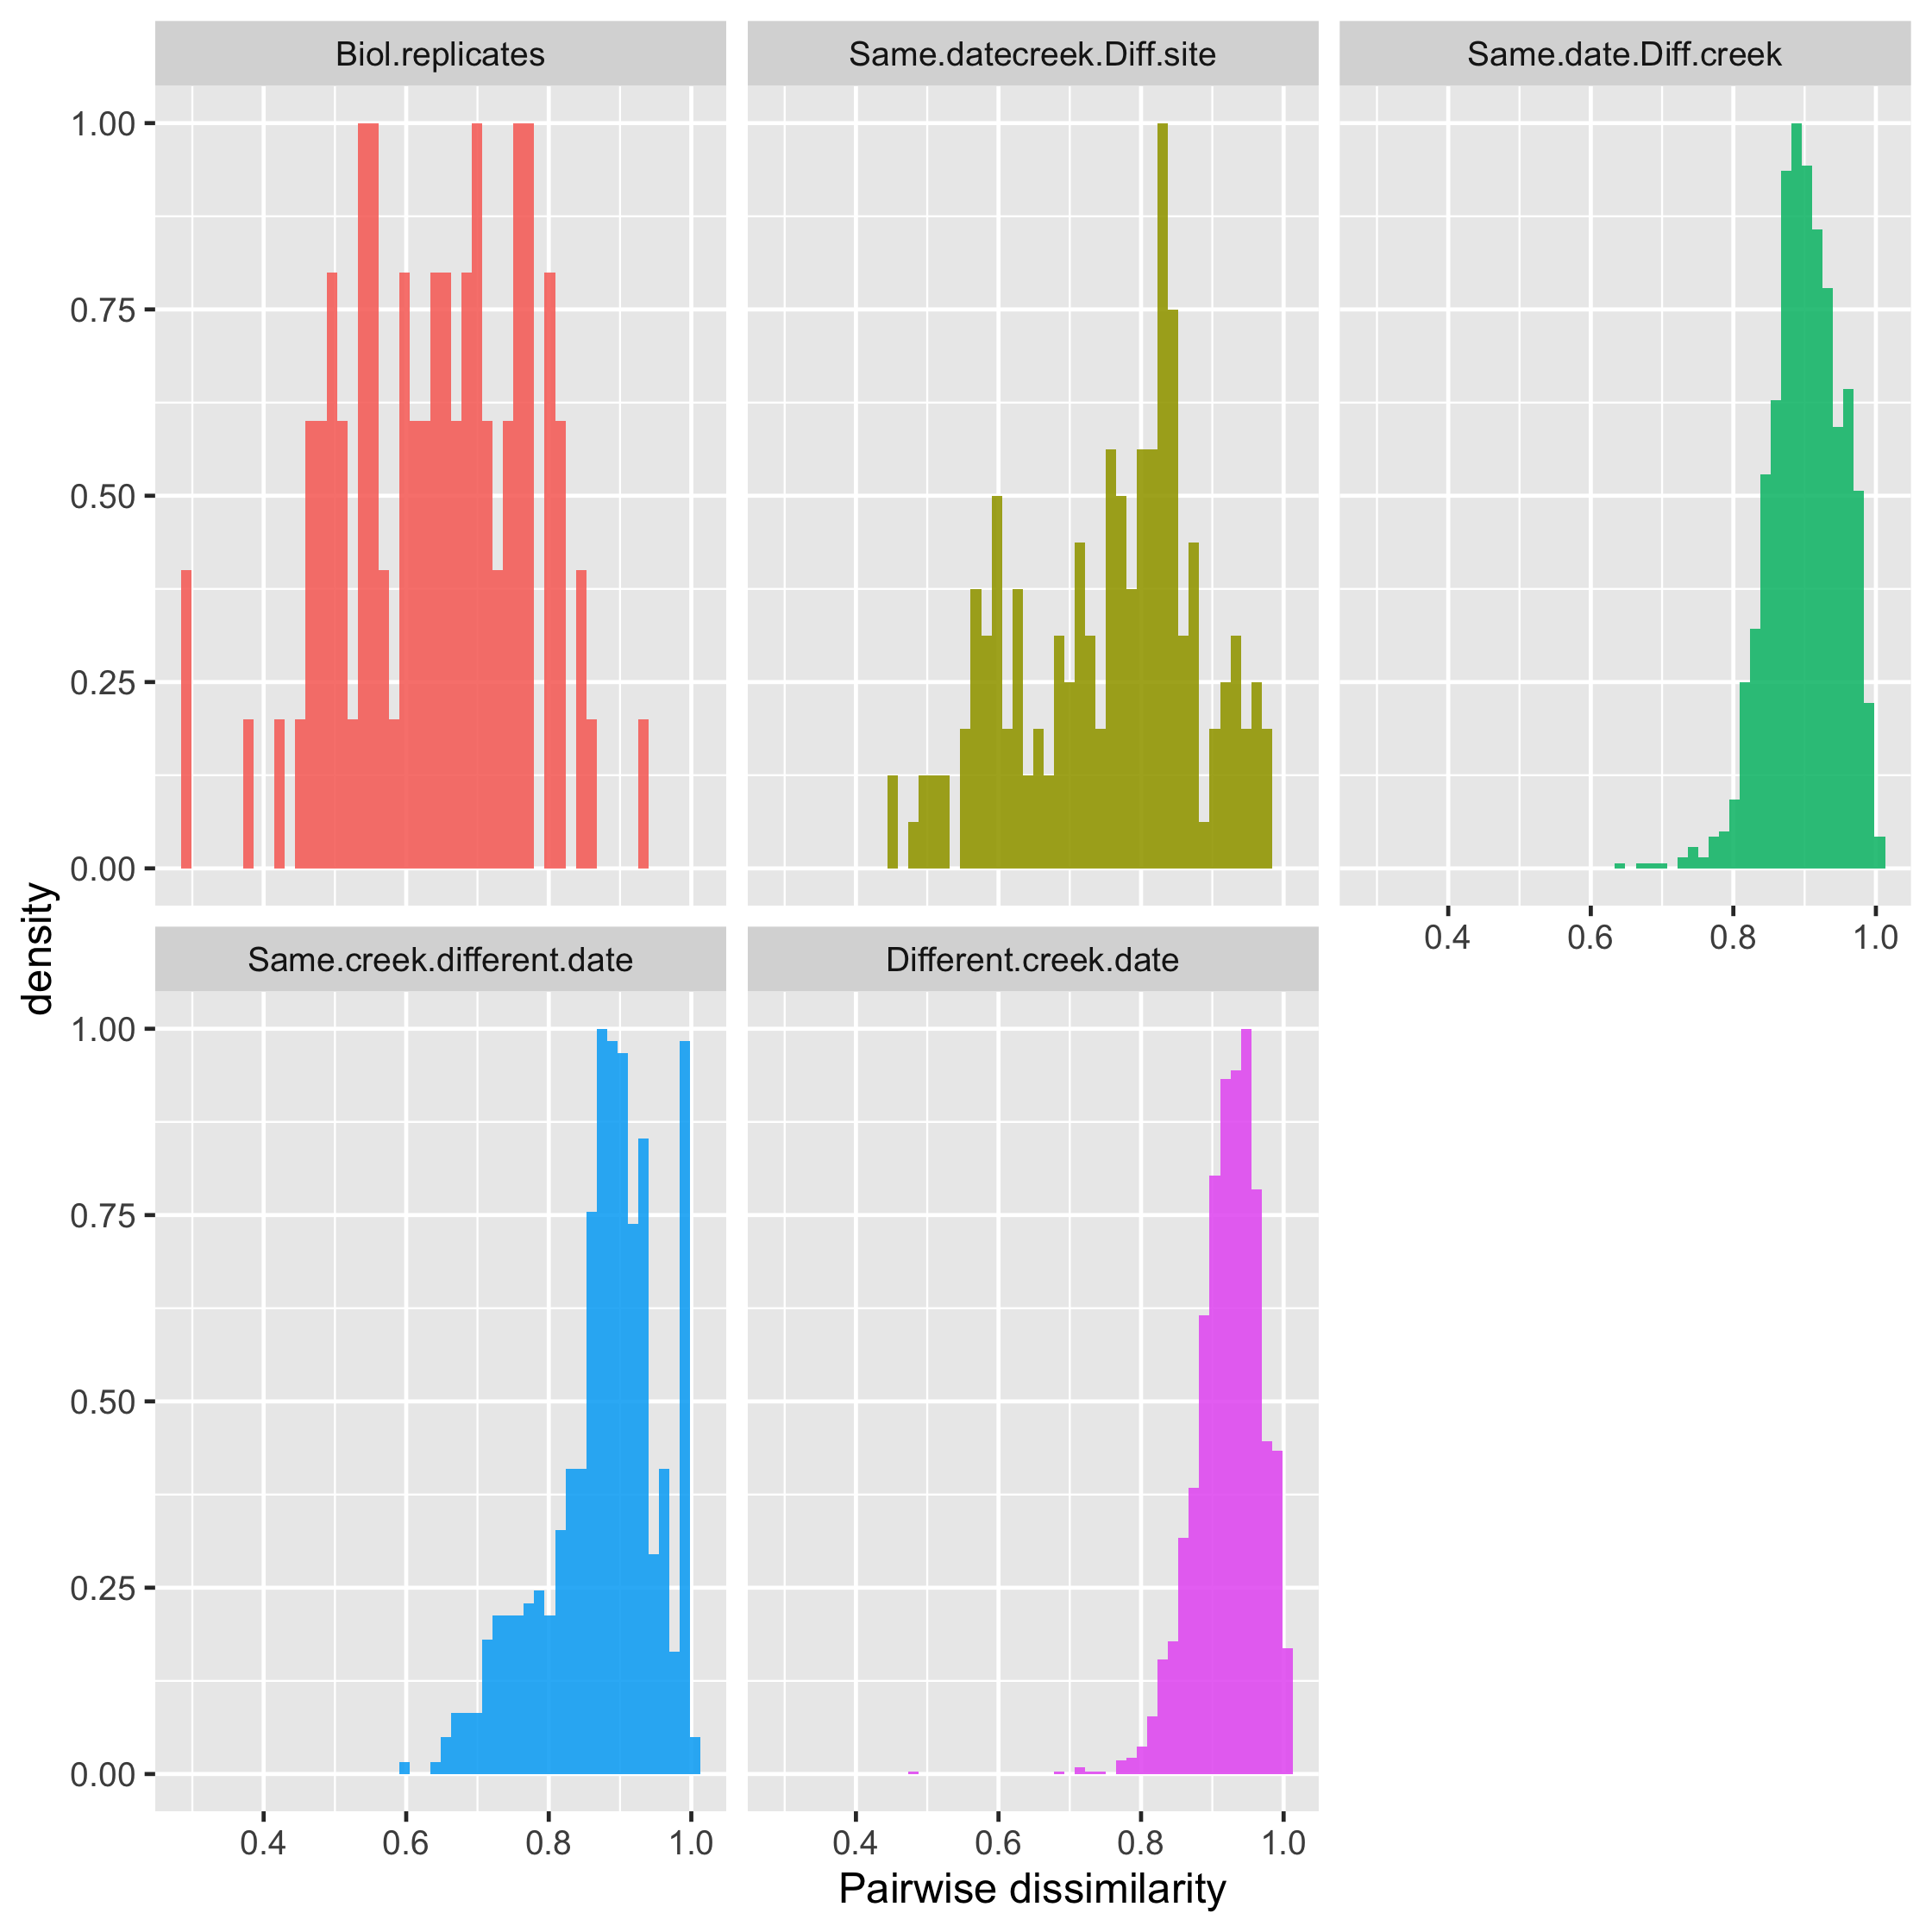 Biol.replicates
Same.datecreek.Diff.site
Same.date.Diff.creek
1.00
0.75
0.50
0.25
0.00
0.4 0.6 0.8 1.0
density
Same.creek.different.date
Different.creek.date
1.00
0.75
0.50
0.25
0.00
0.4 0.6 0.8 1.0
0.4 0.6 0.8 1.0
Pairwise dissimilarity